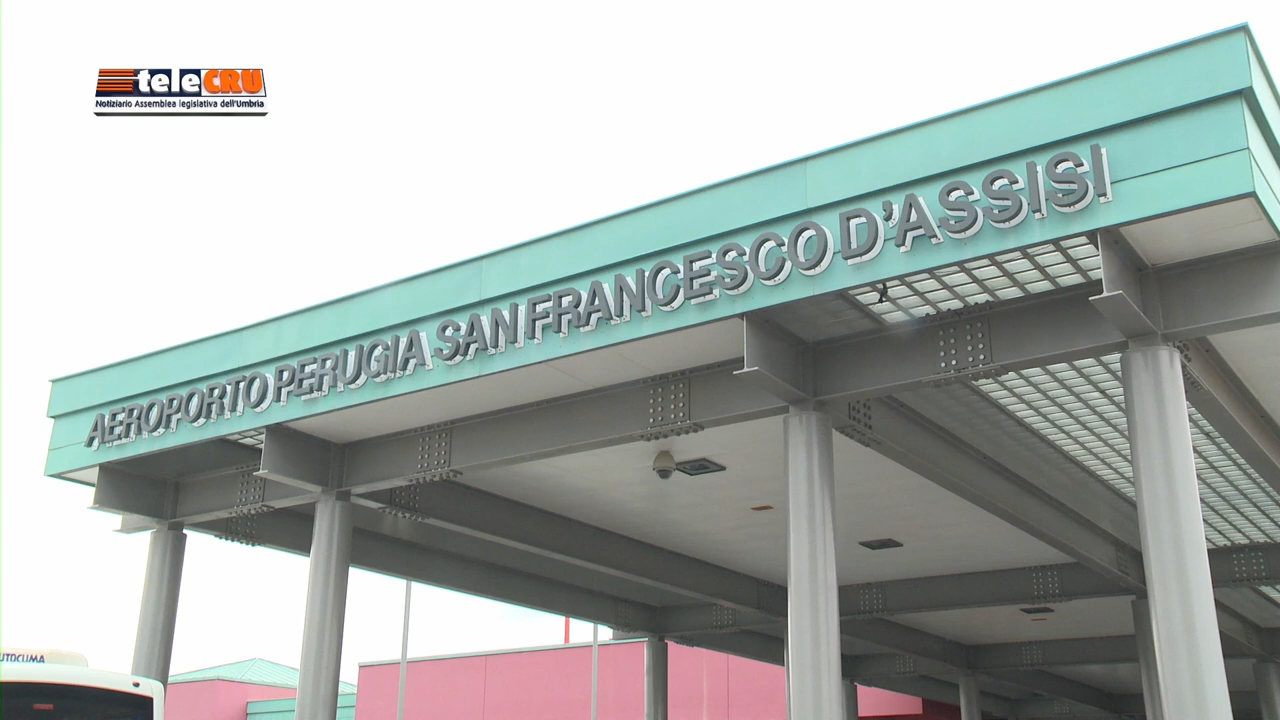 teleCRU
Notiziario Assemblea legislativa dell'Umbria
AEROPORTO PERUGIA SAN FRANCESCO D'ASSISI
UTOCLIMA